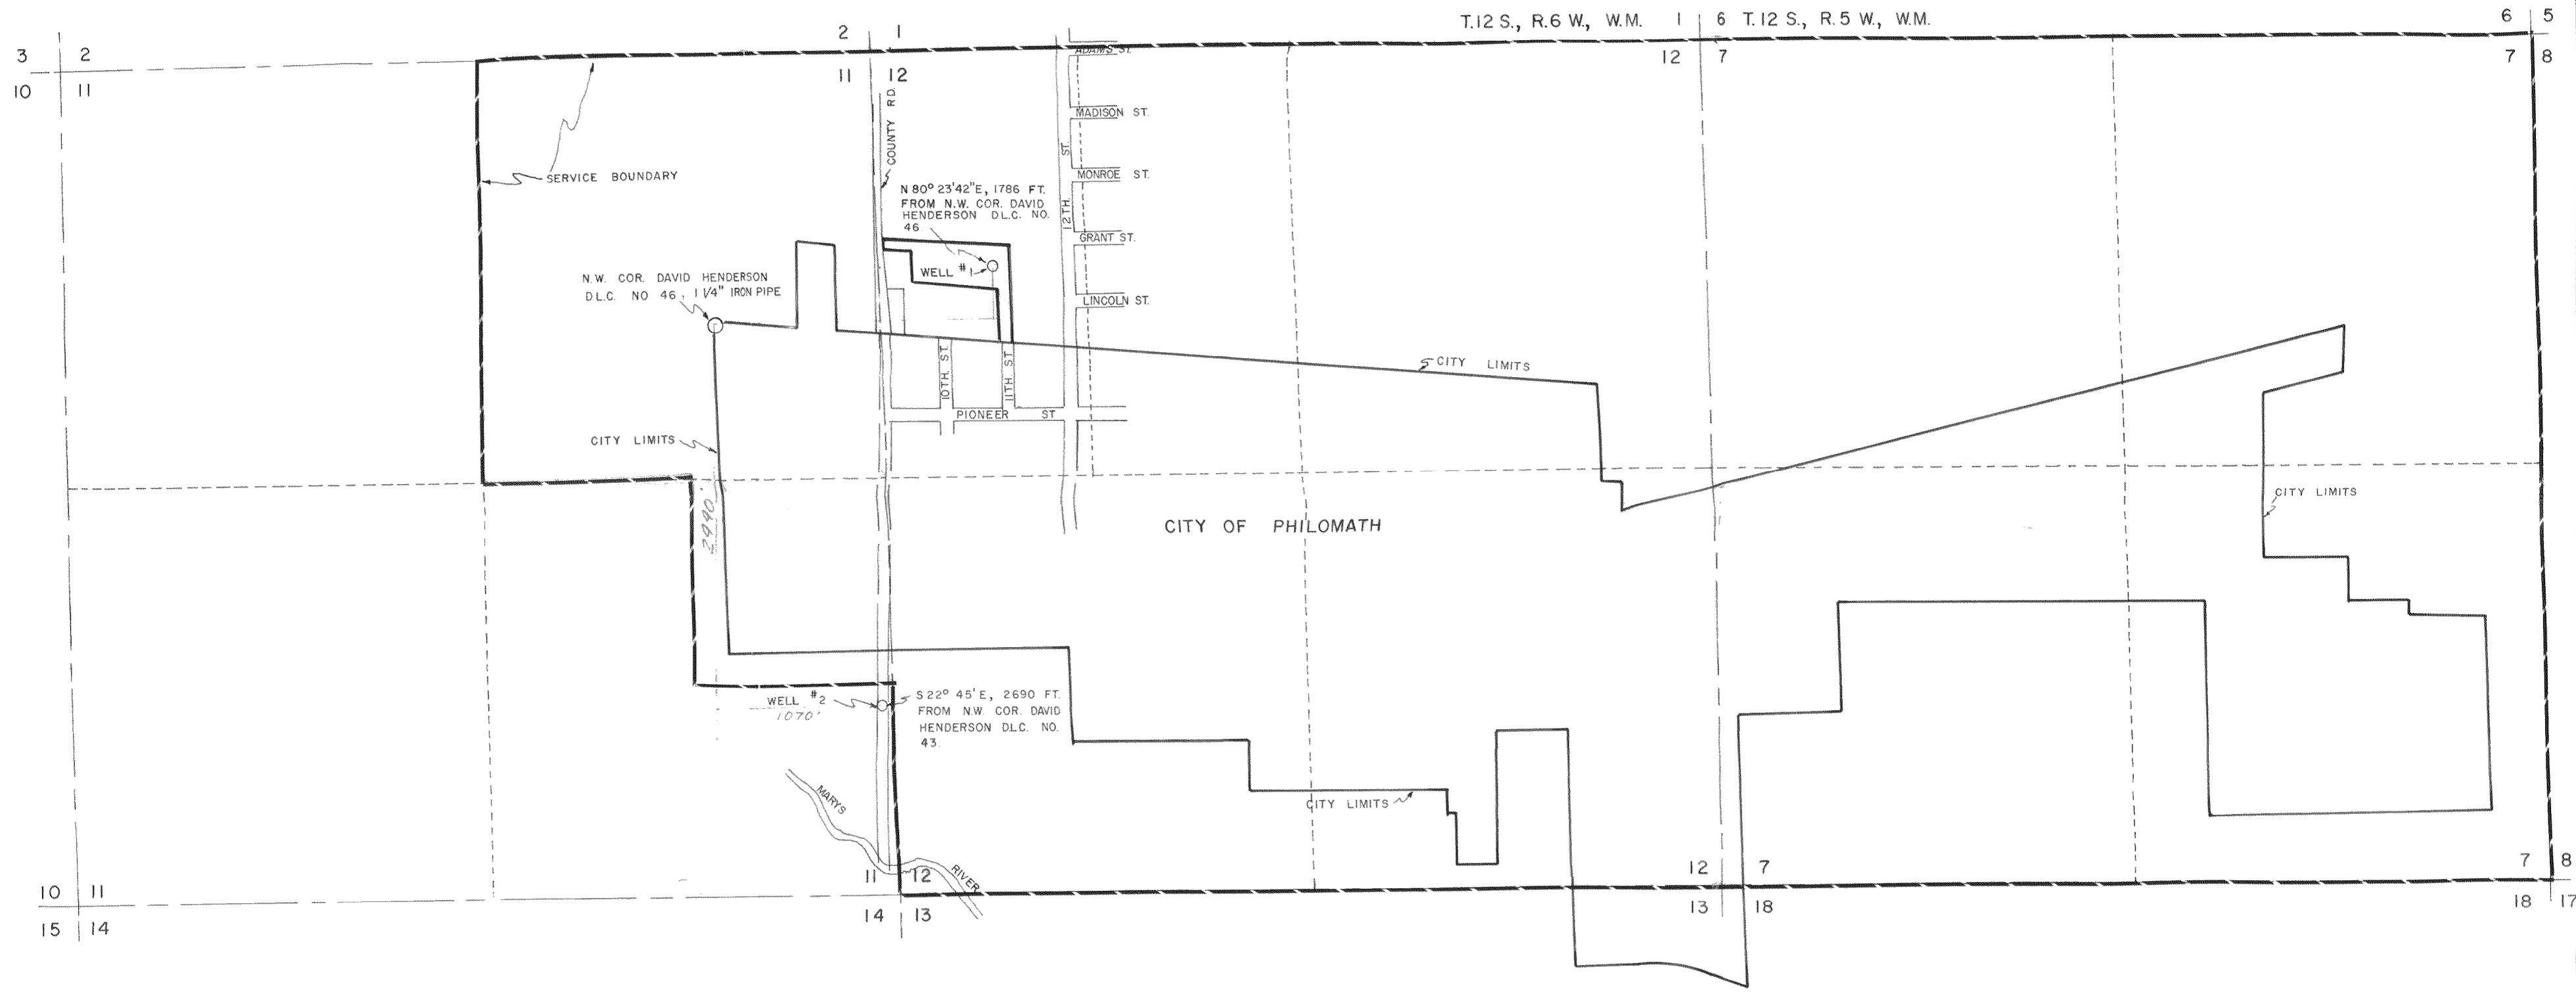 T.12 S., R.6 W., W.M. 1 6 T.12 S., R.5 W., W.M. 6 5
3 2 2 1
10 11 11 12 12 7 7 8
ADAMS ST.
MADISON ST.
MONROE ST.
GRANT ST.
LINCOLN ST.
12TH. ST.
COUNTY RD.
SERVICE BOUNDARY
N 80° 23'42"E, 1786 FT.
FROM N.W. COR. DAVID
HENDERSON D.L.C. NO.
46
WELL #1
N.W. COR. DAVID HENDERSON
D.L.C. NO 46, 1 1/4" IRON PIPE
10TH. ST.
11TH ST.
PIONEER ST
CITY LIMITS
CITY LIMITS
CITY LIMITS
2440'
CITY OF PHILOMATH
WELL #2
1070'
S 22° 45' E, 2690 FT.
FROM N.W. COR. DAVID
HENDERSON D.L.C. NO.
43.
CITY LIMITS
MARYS
RIVER
10 11 11 12 12 7 7 8
15 14 14 13 13 18 18 17